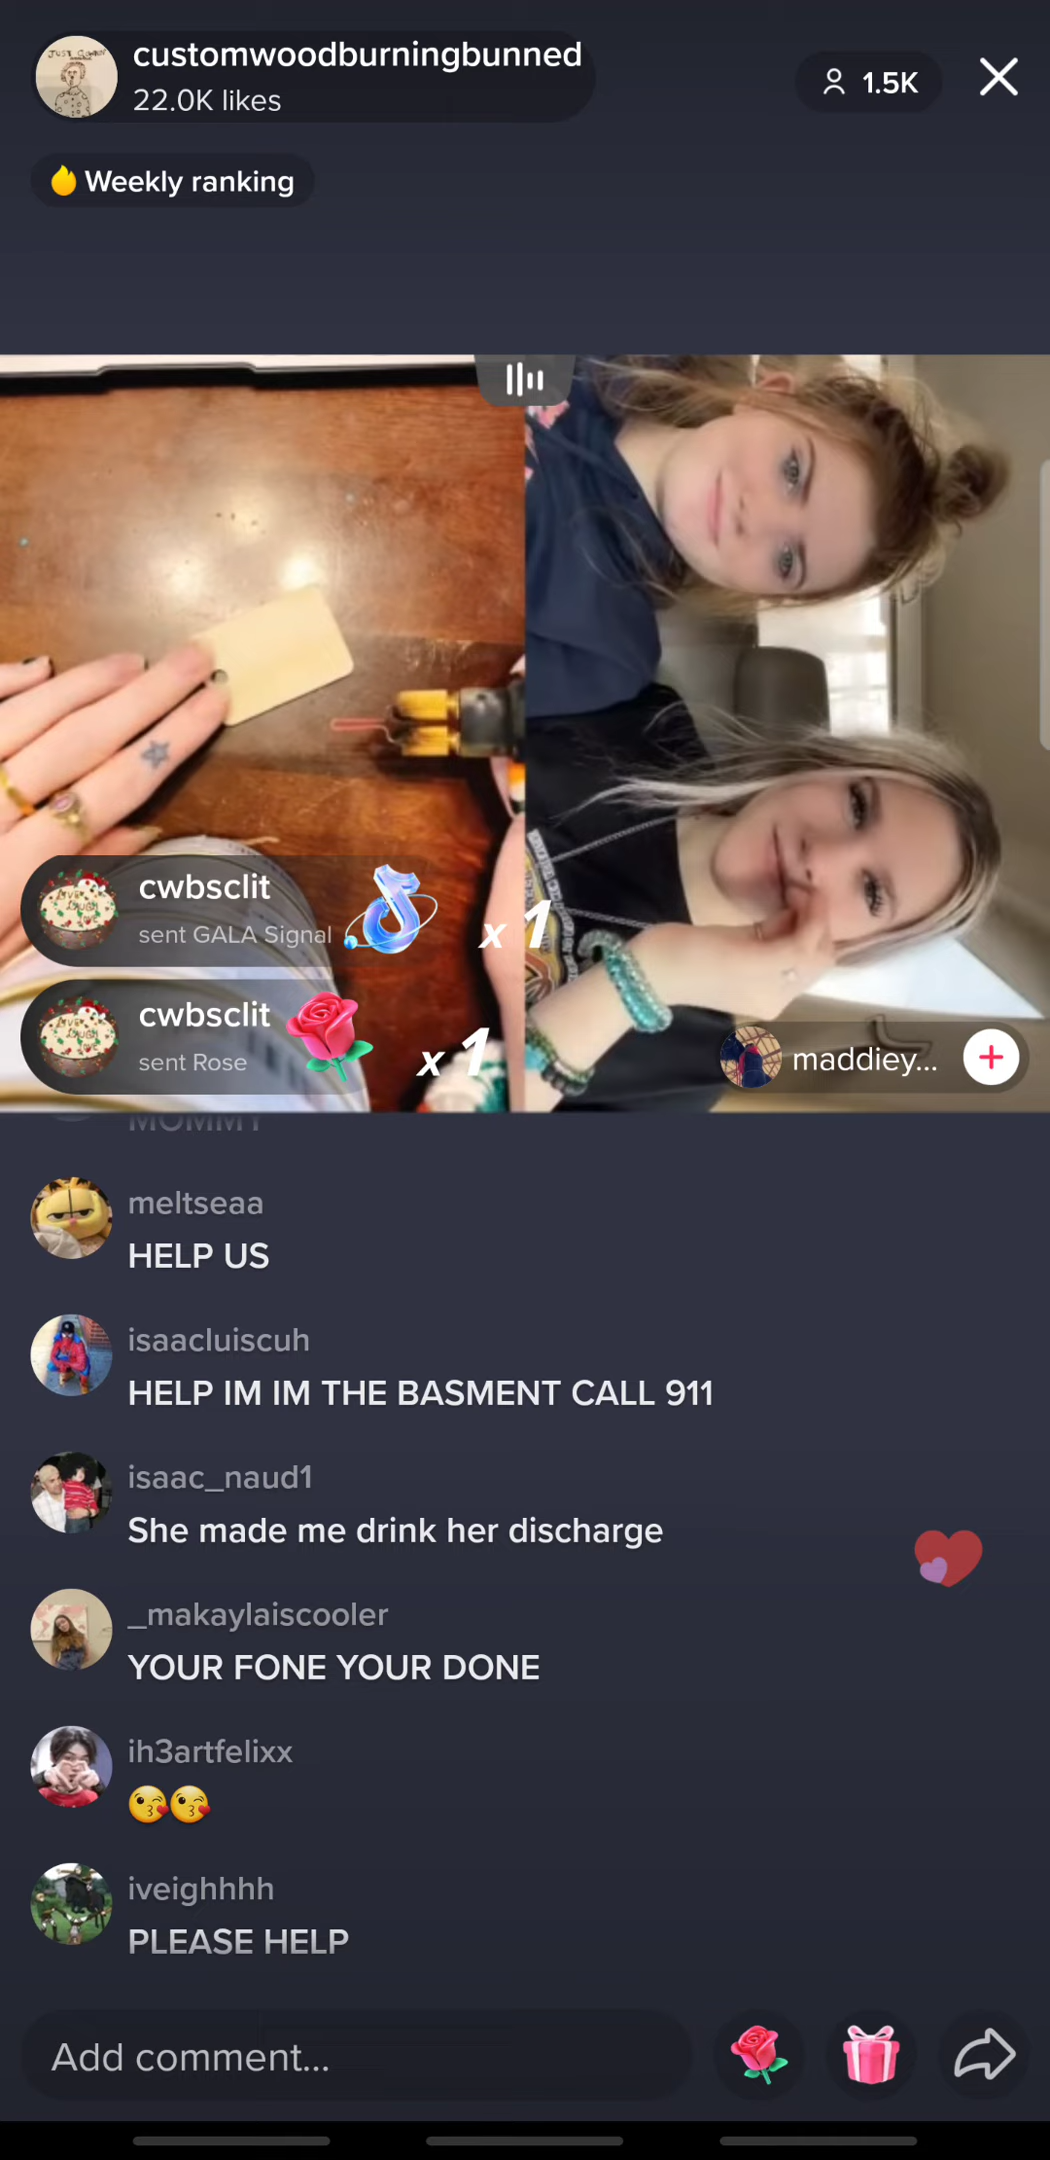 customwoodburningbunned
22.0K likes
1.5K
Weekly ranking
cwbsclit
sent GALA Signal
x 1
cwbsclit
sent Rose
x 1
maddiey...
MOMMY
meltseaa
HELP US
isaacluiscuh
HELP IM IM THE BASMENT CALL 911
isaac_naud1
She made me drink her discharge
_makaylaiscooler
YOUR FONE YOUR DONE
ih3artfelixx
iveighhhh
PLEASE HELP
Add comment...